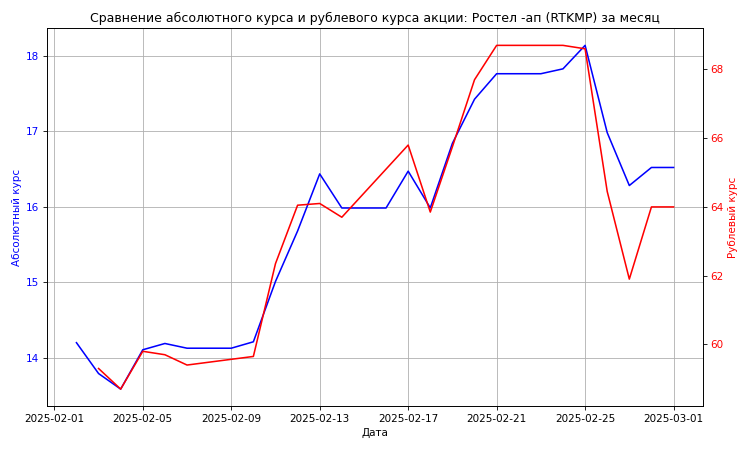 Сравнение абсолютного курса и рублевого курса акции: Ростел -ап (RTKMP) за месяц
18
17
16
15
14
Абсолютный курс
68
66
64
62
60
Рублевый курс
2025-02-01 2025-02-05 2025-02-09 2025-02-13 2025-02-17 2025-02-21 2025-02-25 2025-03-01
Дата